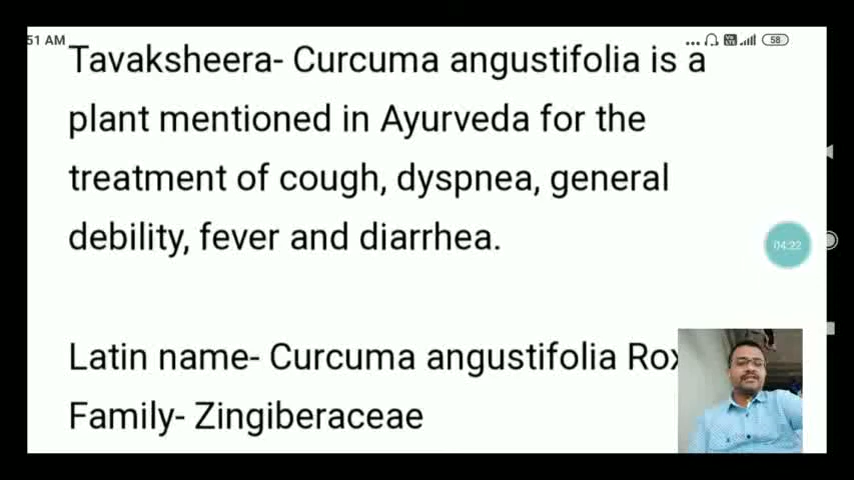 51 AM
58
Tavaksheera- Curcuma angustifolia is a
plant mentioned in Ayurveda for the
treatment of cough, dyspnea, general
debility, fever and diarrhea.
04:22
Latin name- Curcuma angustifolia
Family- Zingiberaceae